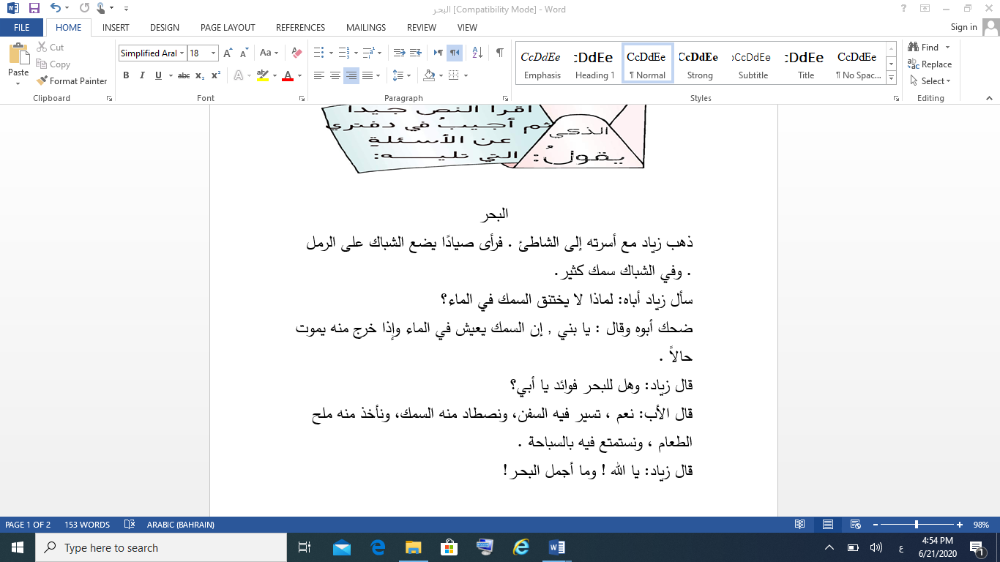 البحر [Compatibility Mode] - Word
FILE HOME INSERT DESIGN PAGE LAYOUT REFERENCES MAILINGS REVIEW VIEW Sign in
Paste
Cut
Copy
Format Painter
Clipboard
Simplified Aral 18
Font
Paragraph
CcDdEe CcDdEe CcDdEe CcDdEe CcDdEe CcDdEe CcDdEe
Emphasis Heading 1 ¶ Normal Strong Subtitle Title ¶ No Spac...
Styles
Find
Replace
Select
Editing
اقرأ النص جيدا
ثم أجيبُ في دفتري
عن الأسئلةِ
التي تليه:
الذكي
يقولُ:
البحر
ذهب زياد مع أسرته إلى الشاطئ . فرأى صيادًا يضع الشباك على الرمل
. وفي الشباك سمك كثير.
سأل زياد أباه: لماذا لا يختنق السمك في الماء؟
ضحك أبوه وقال : يا بني , إن السمك يعيش في الماء وإذا خرج منه يموت
حالاً .
قال زياد: وهل للبحر فوائد يا أبي؟
قال الأب: نعم ، تسير فيه السفن، ونصطاد منه السمك، ونأخذ منه ملح
الطعام ، ونستمتع فيه بالسباحة .
قال زياد: يا الله ! وما أجمل البحر!
PAGE 1 OF 2 153 WORDS ARABIC (BAHRAIN) 98%
Type here to search
ع
4:54 PM
6/21/2020
1